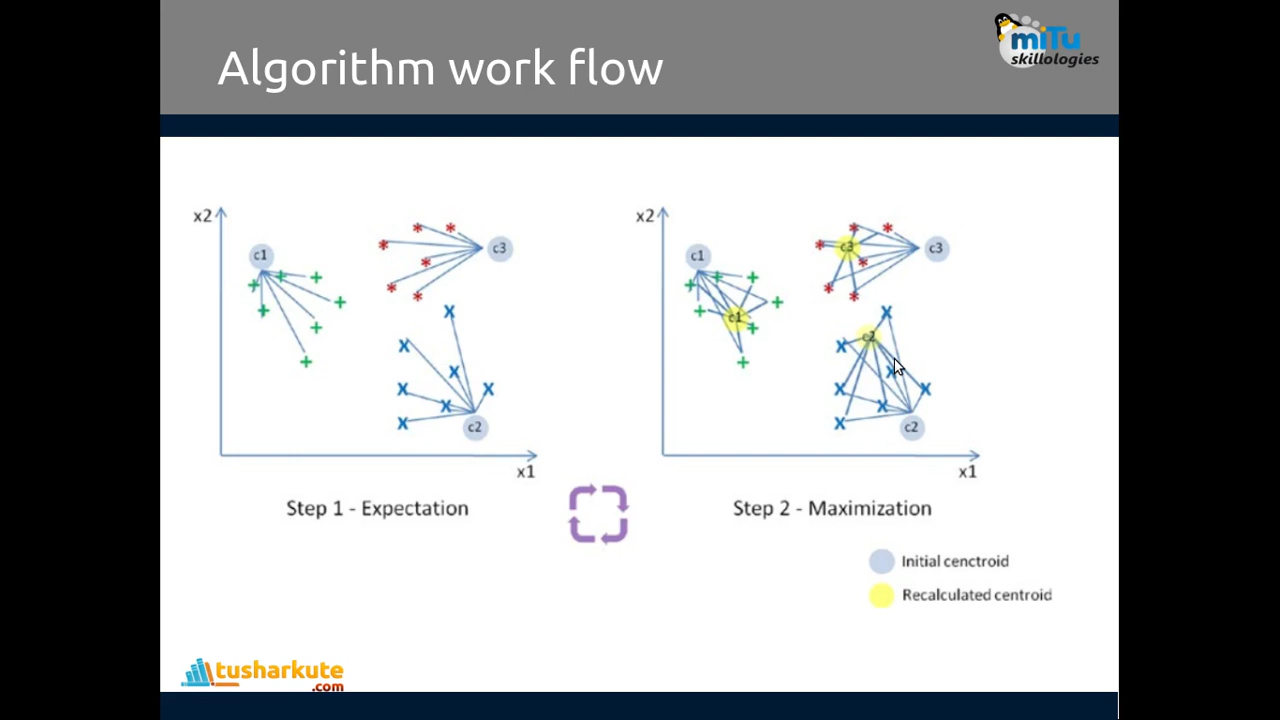 Algorithm work flow
miTu
skillologies
x2
c1
c3
c2
x1
Step 1 - Expectation
x2
c1
c3
c3
c1
c2
c2
x1
Step 2 - Maximization
Initial cenctroid
Recalculated centroid
tusharkute
.com